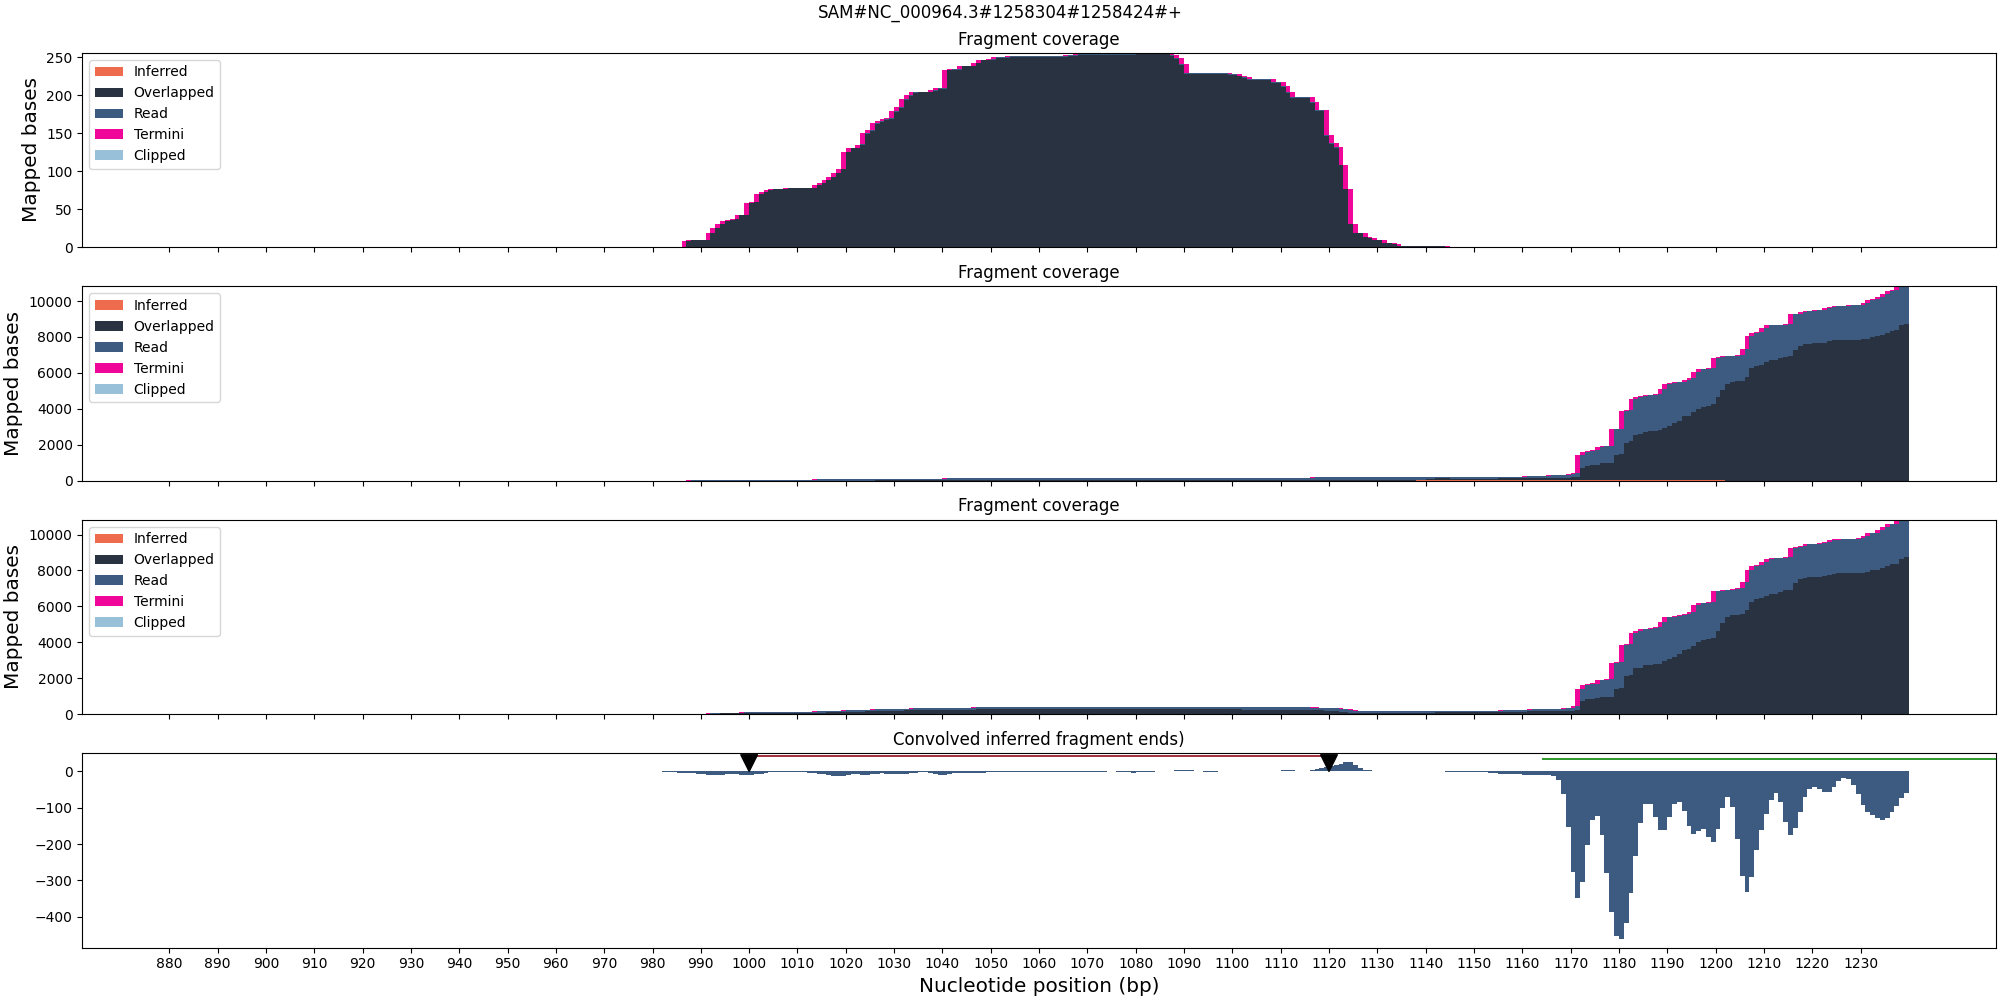 SAM#NC_000964.3#1258304#1258424#+
Fragment coverage
Mapped bases
250
200
150
100
50
0
Inferred
Overlapped
Read
Termini
Clipped
Fragment coverage
Mapped bases
10000
8000
6000
4000
2000
0
Inferred
Overlapped
Read
Termini
Clipped
Fragment coverage
Mapped bases
10000
8000
6000
4000
2000
0
Inferred
Overlapped
Read
Termini
Clipped
Convolved inferred fragment ends)
0
−100
−200
−300
−400
880 890 900 910 920 930 940 950 960 970 980 990 1000 1010 1020 1030 1040 1050 1060 1070 1080 1090 1100 1110 1120 1130 1140 1150 1160 1170 1180 1190 1200 1210 1220 1230
Nucleotide position (bp)